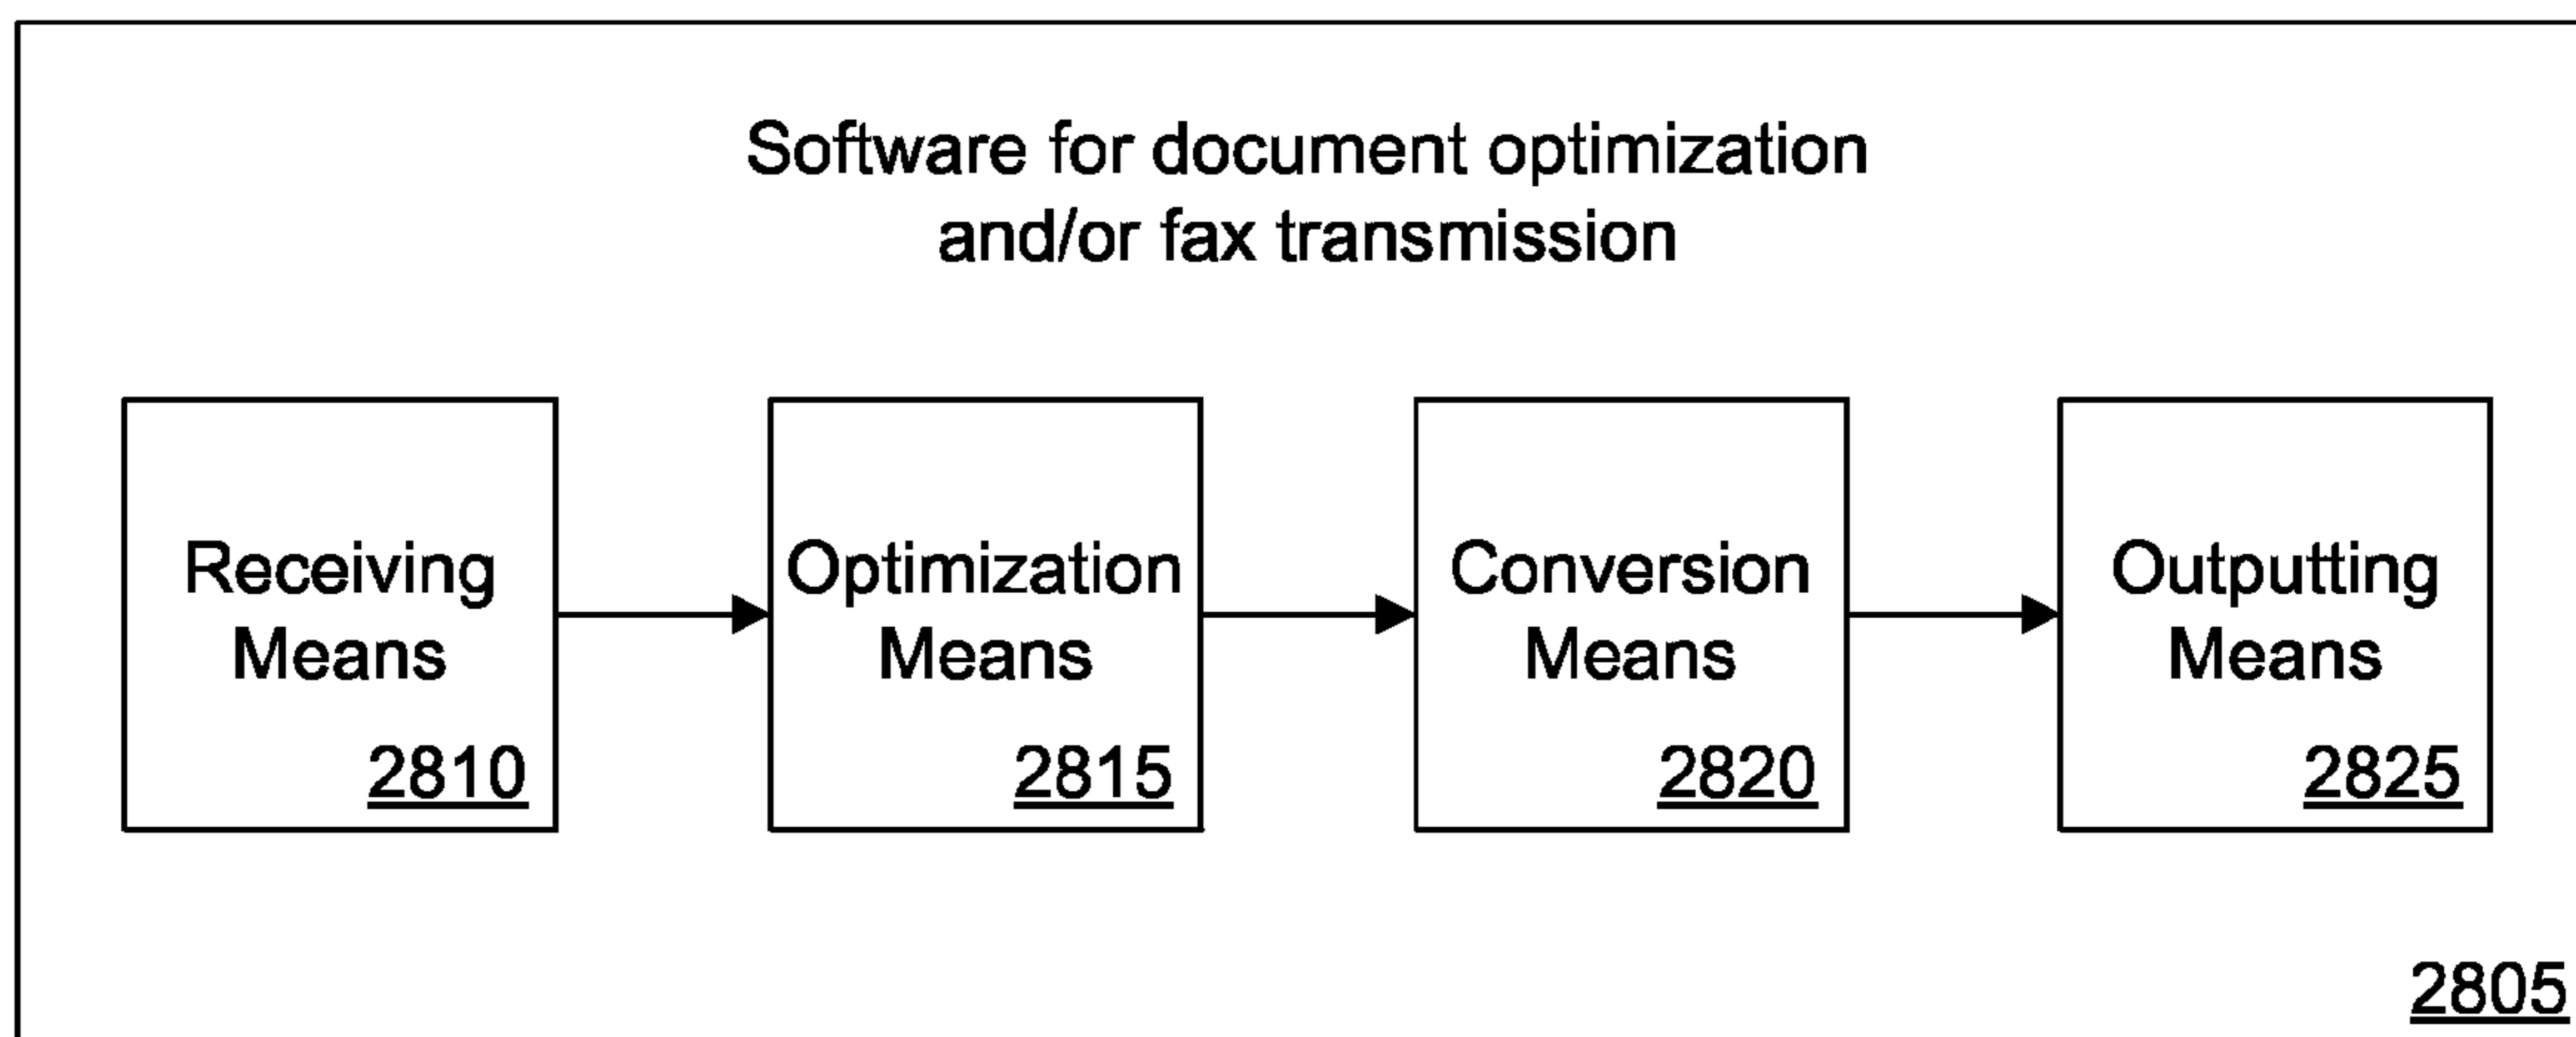 Software for document optimization
and/or fax transmission
Receiving
Means
2810
Optimization
Means
2815
Conversion
Means
2820
Outputting
Means
2825
2805